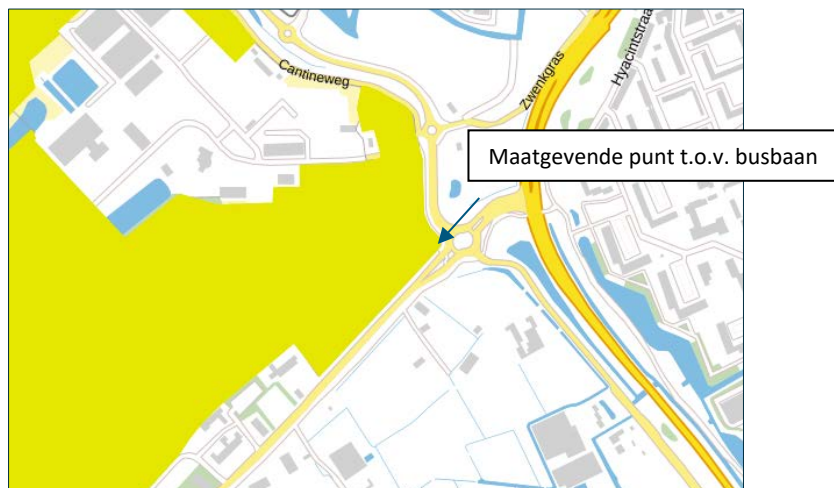 Cantineweg
Zwenkgras
Hyacintstraa
Maatgevende punt t.o.v. busbaan